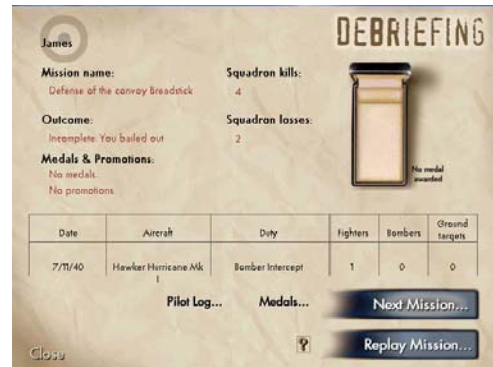 DEBRIEFING
James
Mission name:
Defense of the convoy Breadstick
Squadron kills:
4
Outcome:
Incomplete. You bailed out
Squadron losses:
2
Medals & Promotions:
No medals.
No promotions
No medal
awarded
Date Aircraft Duty Fighters Bombers Ground targets
7/11/40 Hawker Hurricane Mk I Bomber Intercept 1 0 0
Pilot Log...
Medals...
Next Mission...
Close
?
Replay Mission...